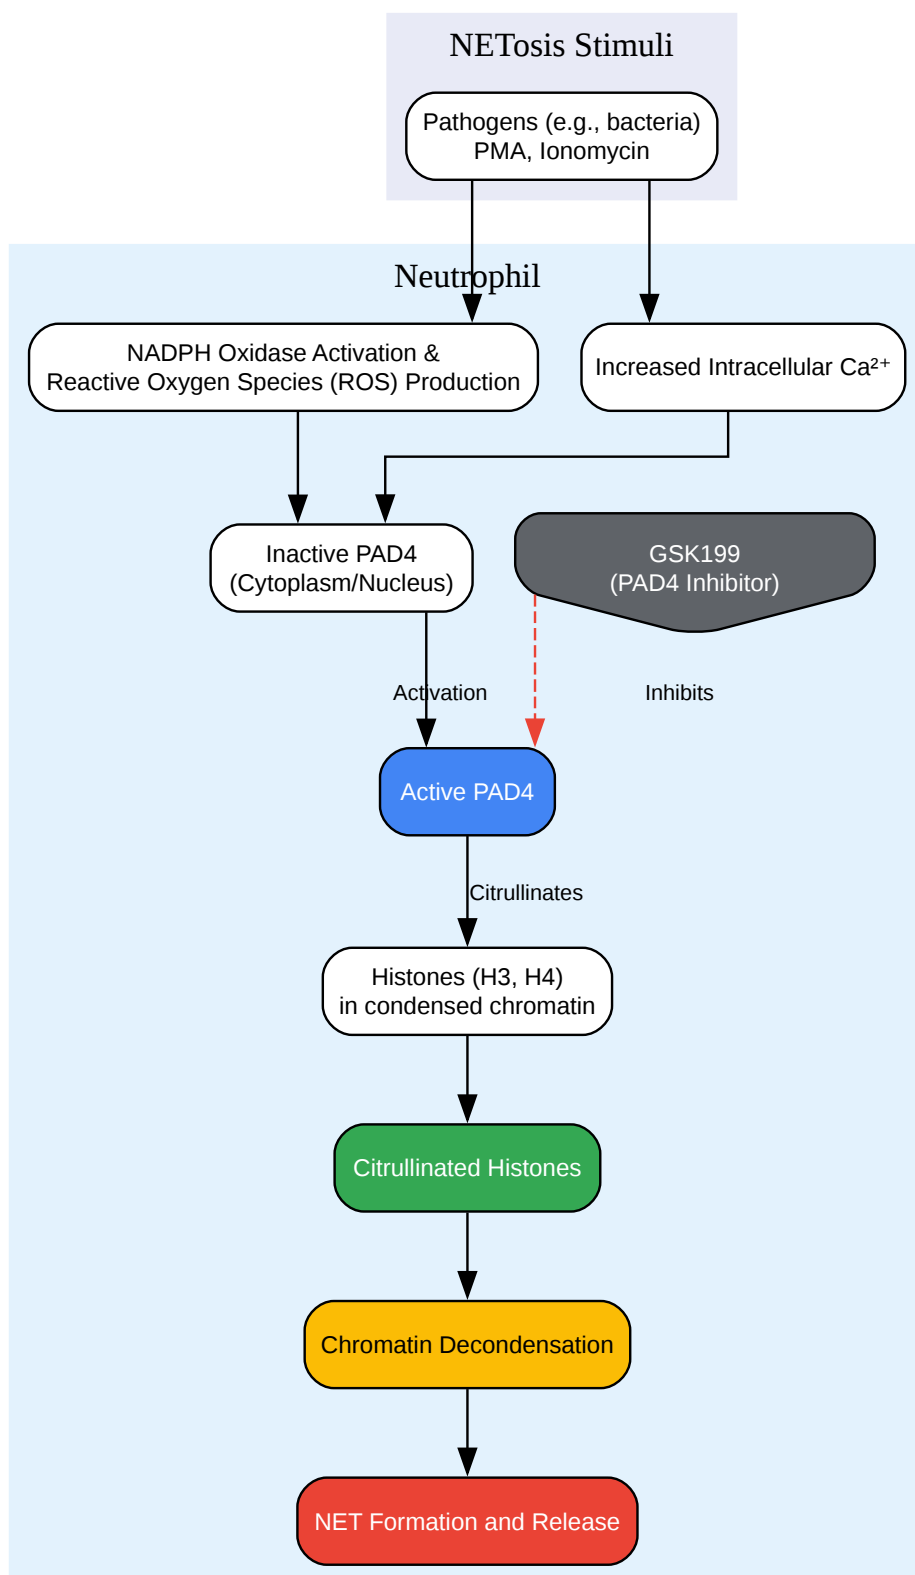 NETosis Stimuli
Pathogens (e.g., bacteria)
PMA, Ionomycin
Neutrophil
NADPH Oxidase Activation &
Reactive Oxygen Species (ROS) Production
Increased Intracellular Ca²⁺
Inactive PAD4
(Cytoplasm/Nucleus)
GSK199
(PAD4 Inhibitor)
Activation
Inhibits
Active PAD4
Citrullinates
Histones (H3, H4)
in condensed chromatin
Citrullinated Histones
Chromatin Decondensation
NET Formation and Release